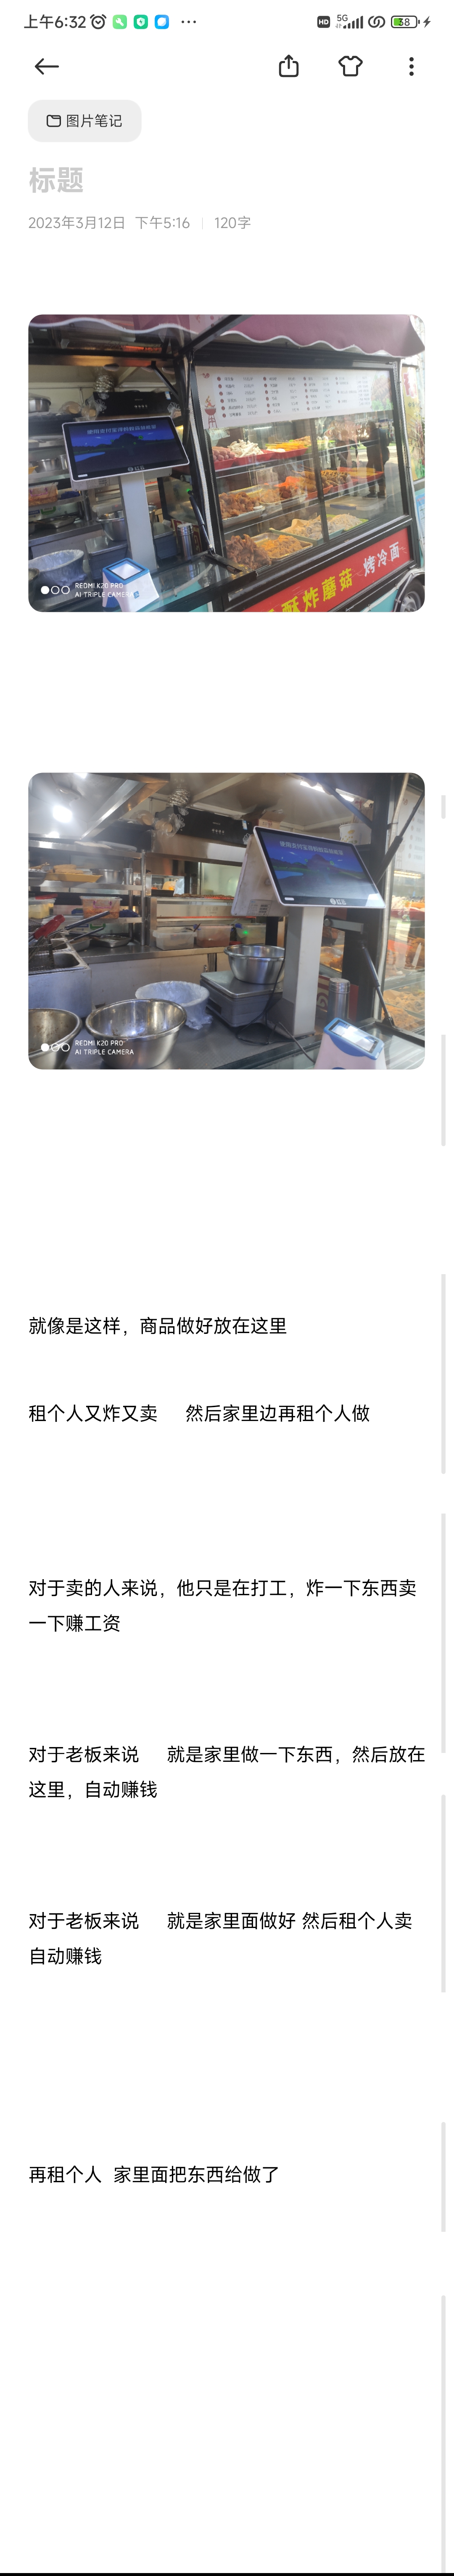 上午6:32
HD 5G 38
图片笔记
标题
2023年3月12日 下午5:16 | 120字
REDMI K20 PRO
AI TRIPLE CAMERA
酥炸蘑菇 烤冷面
REDMI K20 PRO
AI TRIPLE CAMERA
就像是这样，商品做好放在这里
租个人又炸又卖 然后家里边再租个人做
对于卖的人来说，他只是在打工，炸一下东西卖
一下赚工资
对于老板来说 就是家里做一下东西，然后放在
这里，自动赚钱
对于老板来说 就是家里面做好 然后租个人卖
自动赚钱
再租个人 家里面把东西给做了